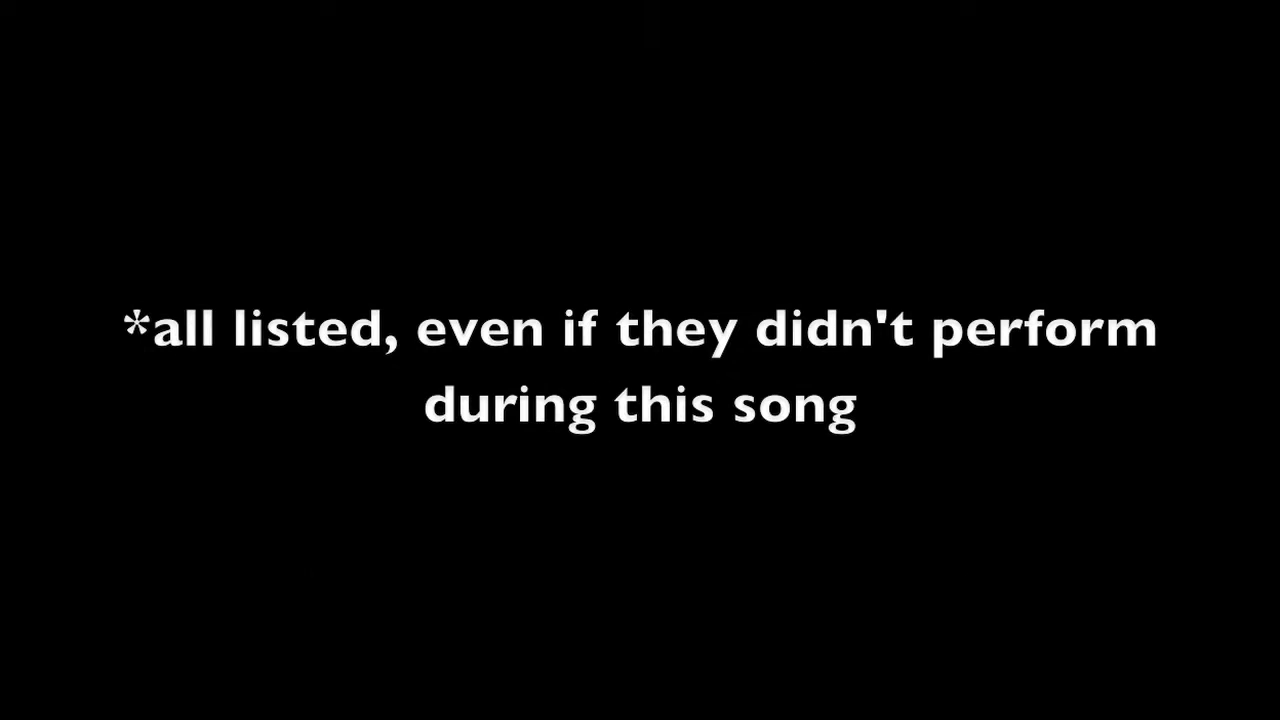 *all listed, even if they didn't perform
during this song